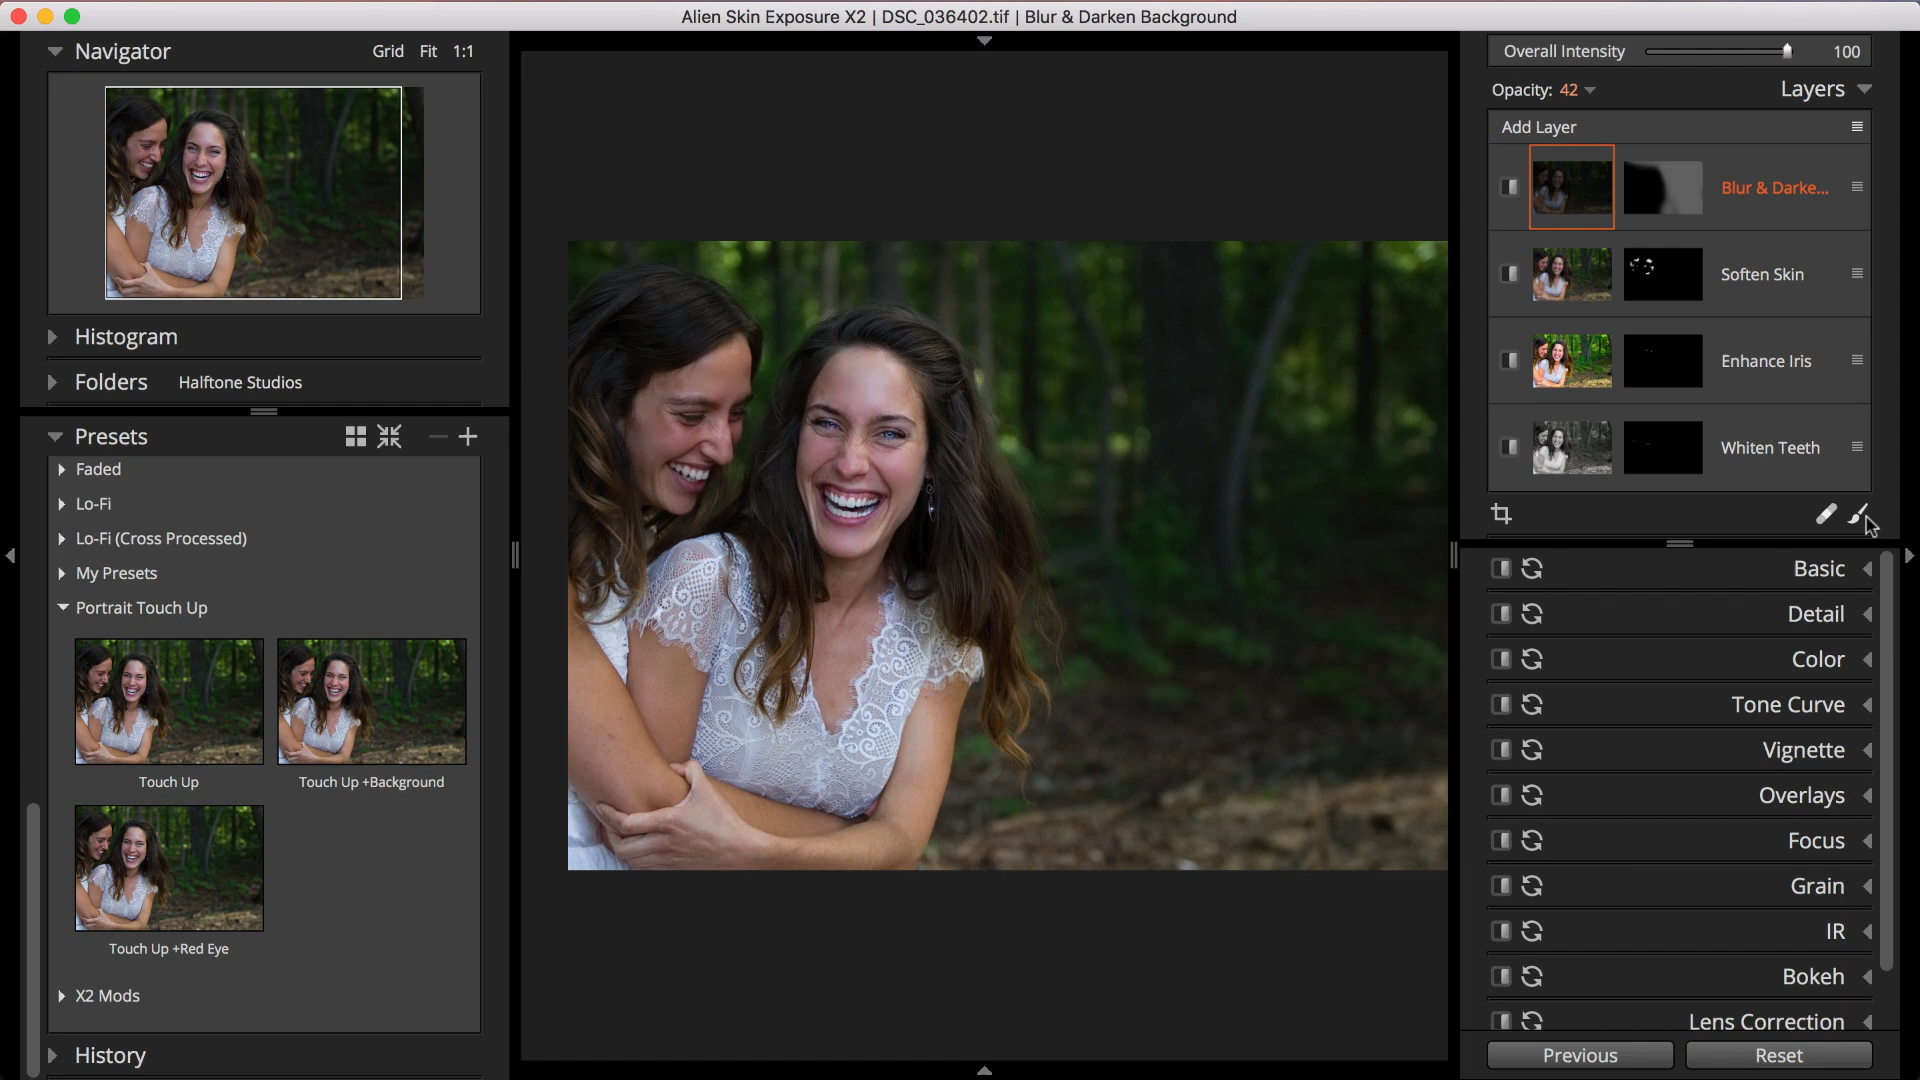 Alien Skin Exposure X2 | DSC_036402.tif | Blur & Darken Background
Navigator Grid Fit 1:1
Histogram
Folders Halftone Studios
Presets
Faded
Lo-Fi
Lo-Fi (Cross Processed)
My Presets
Portrait Touch Up
Touch Up Touch Up +Background
Touch Up +Red Eye
X2 Mods
History
Overall Intensity 100
Opacity: 42 Layers
Add Layer
Blur & Darke...
Soften Skin
Enhance Iris
Whiten Teeth
Basic
Detail
Color
Tone Curve
Vignette
Overlays
Focus
Grain
IR
Bokeh
Lens Correction
Previous Reset